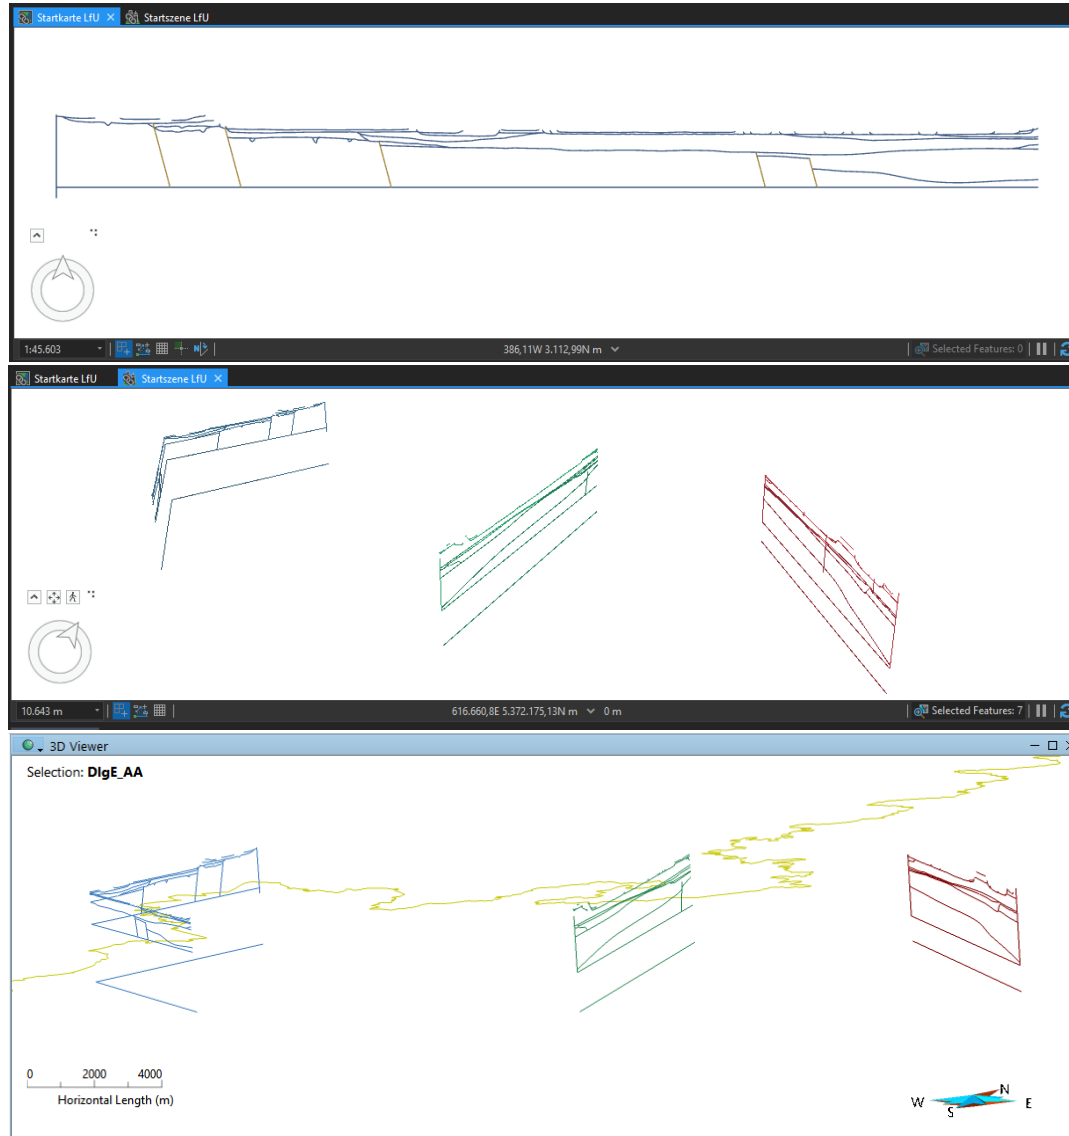 Startkarte LfU
Startszene LfU
1:45.603
386,11W 3.112,99N m
Selected Features: 0
Startkarte LfU
Startszene LfU
10.643 m
616.660,8E 5.372.175,13N m
0 m
Selected Features: 7
3D Viewer
Selection: DIgE_AA
0 2000 4000
Horizontal Length (m)
N
W E
S